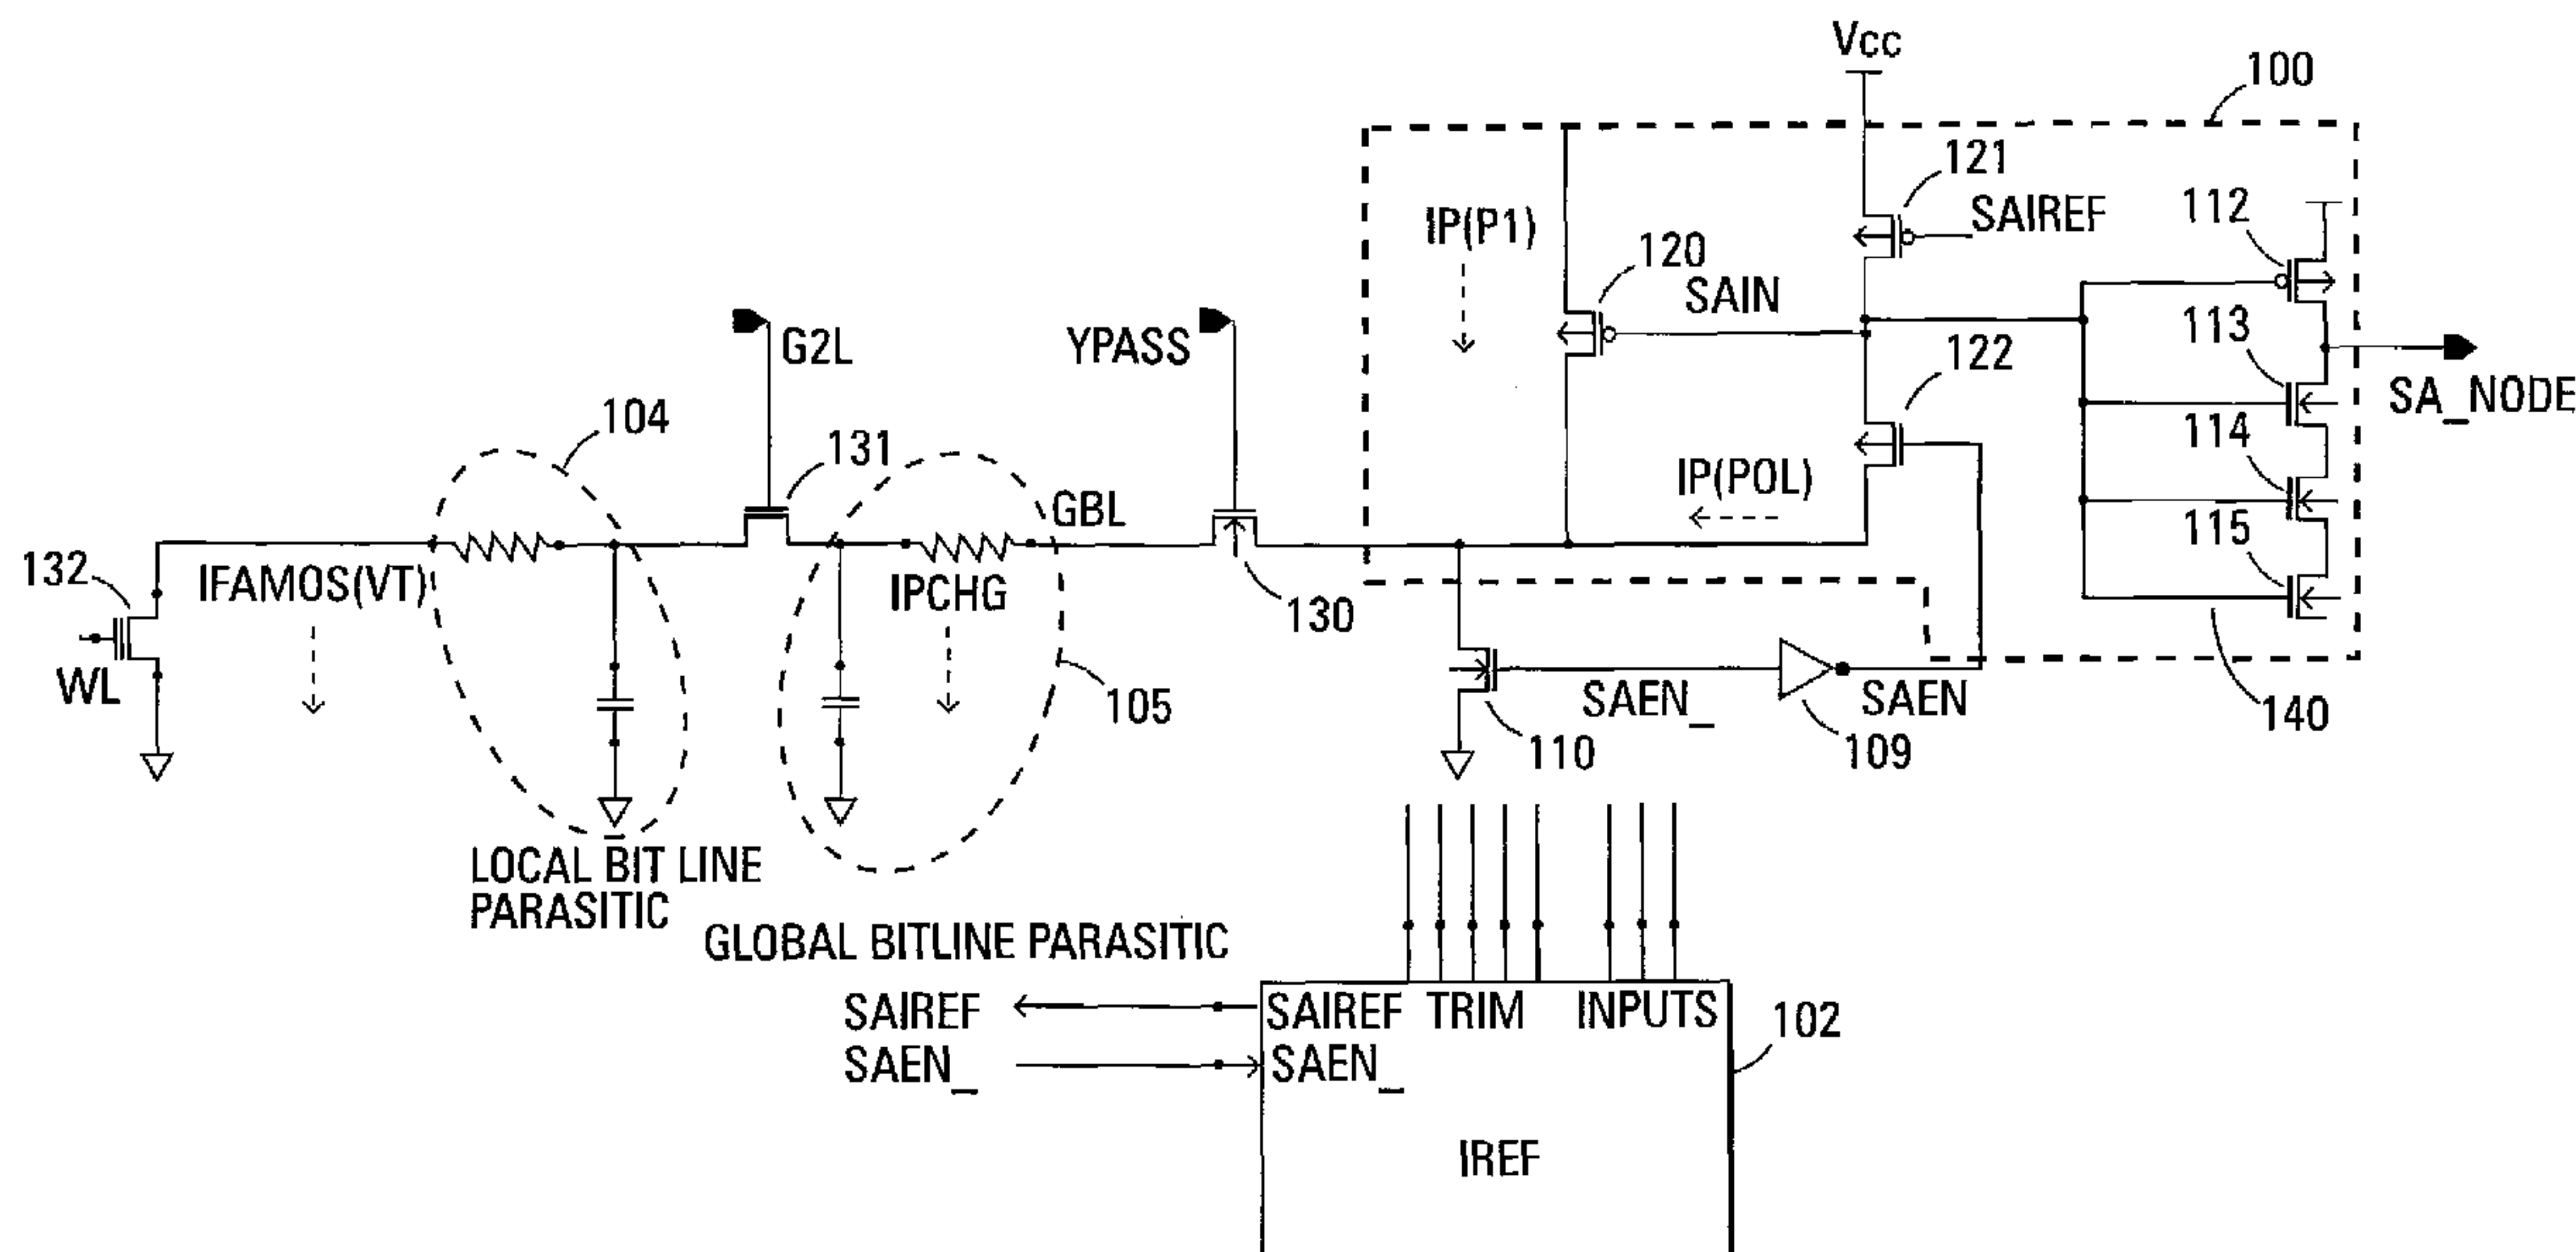 Vcc
100
121
SAIREF
112
IP(P1)
120
SAIN
113
G2L
YPASS
122
SA_NODE
104
131
114
GBL
IP(POL)
115
132
IFAMOS(VT)
IPCHG
130
WL
105
SAEN_
SAEN
140
110
109
LOCAL BIT LINE
PARASITIC
GLOBAL BITLINE PARASITIC
SAIREF
SAIREF TRIM INPUTS
102
SAEN_
SAEN_
IREF